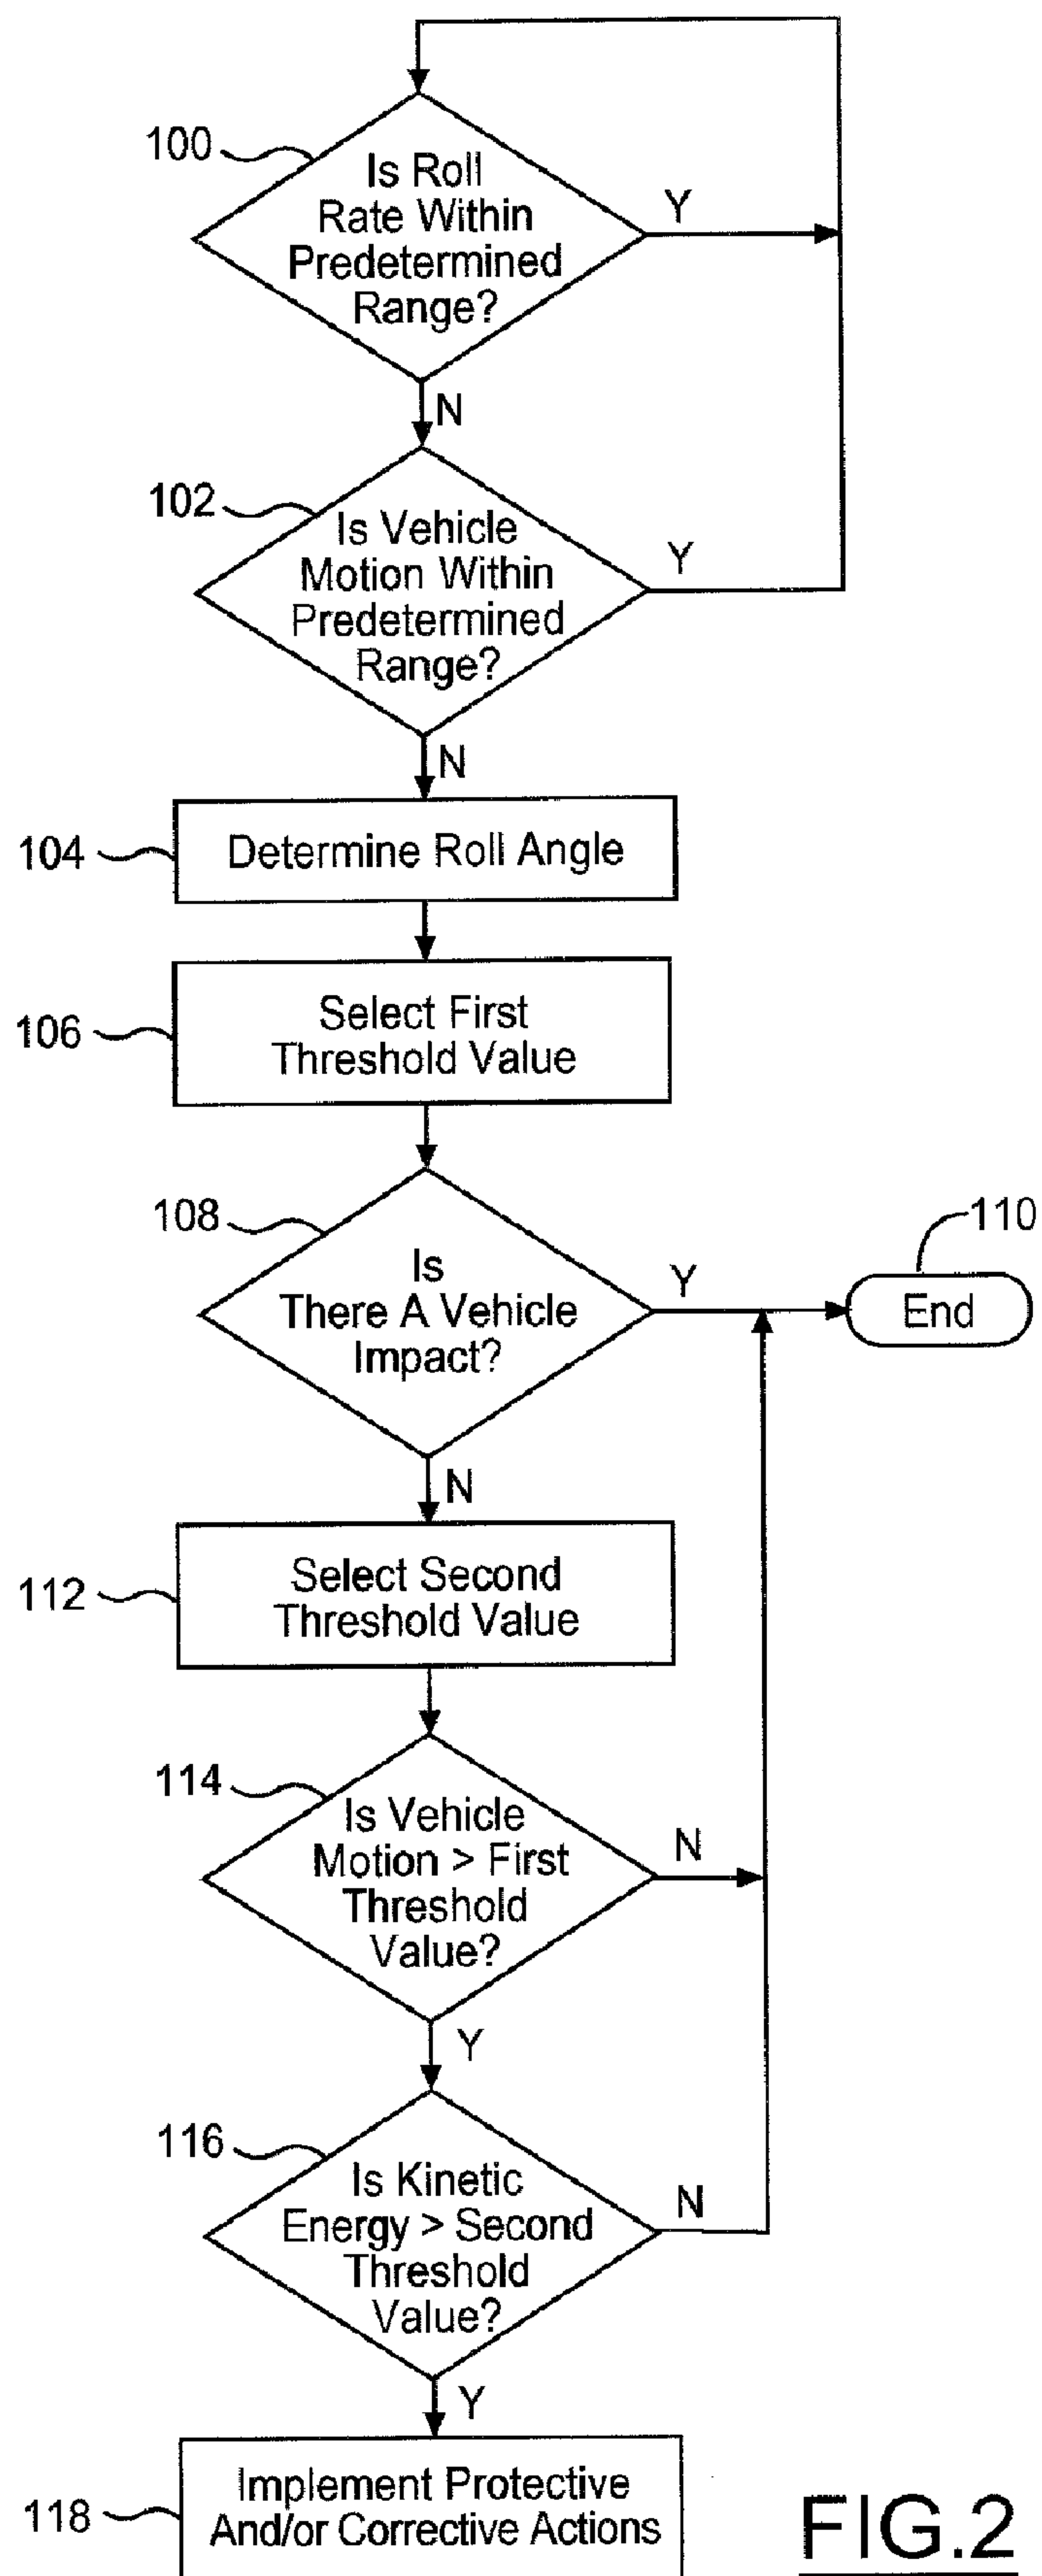 100
Is Roll
Rate Within
Predetermined
Range?
Y
N
102
Is Vehicle
Motion Within
Predetermined
Range?
Y
N
104
Determine Roll Angle
106
Select First
Threshold Value
108
Is
There A Vehicle
Impact?
Y
110
End
N
112
Select Second
Threshold Value
114
Is Vehicle
Motion > First
Threshold
Value?
N
Y
116
Is Kinetic
Energy > Second
Threshold
Value?
N
Y
118
Implement Protective
And/or Corrective Actions
FIG.2